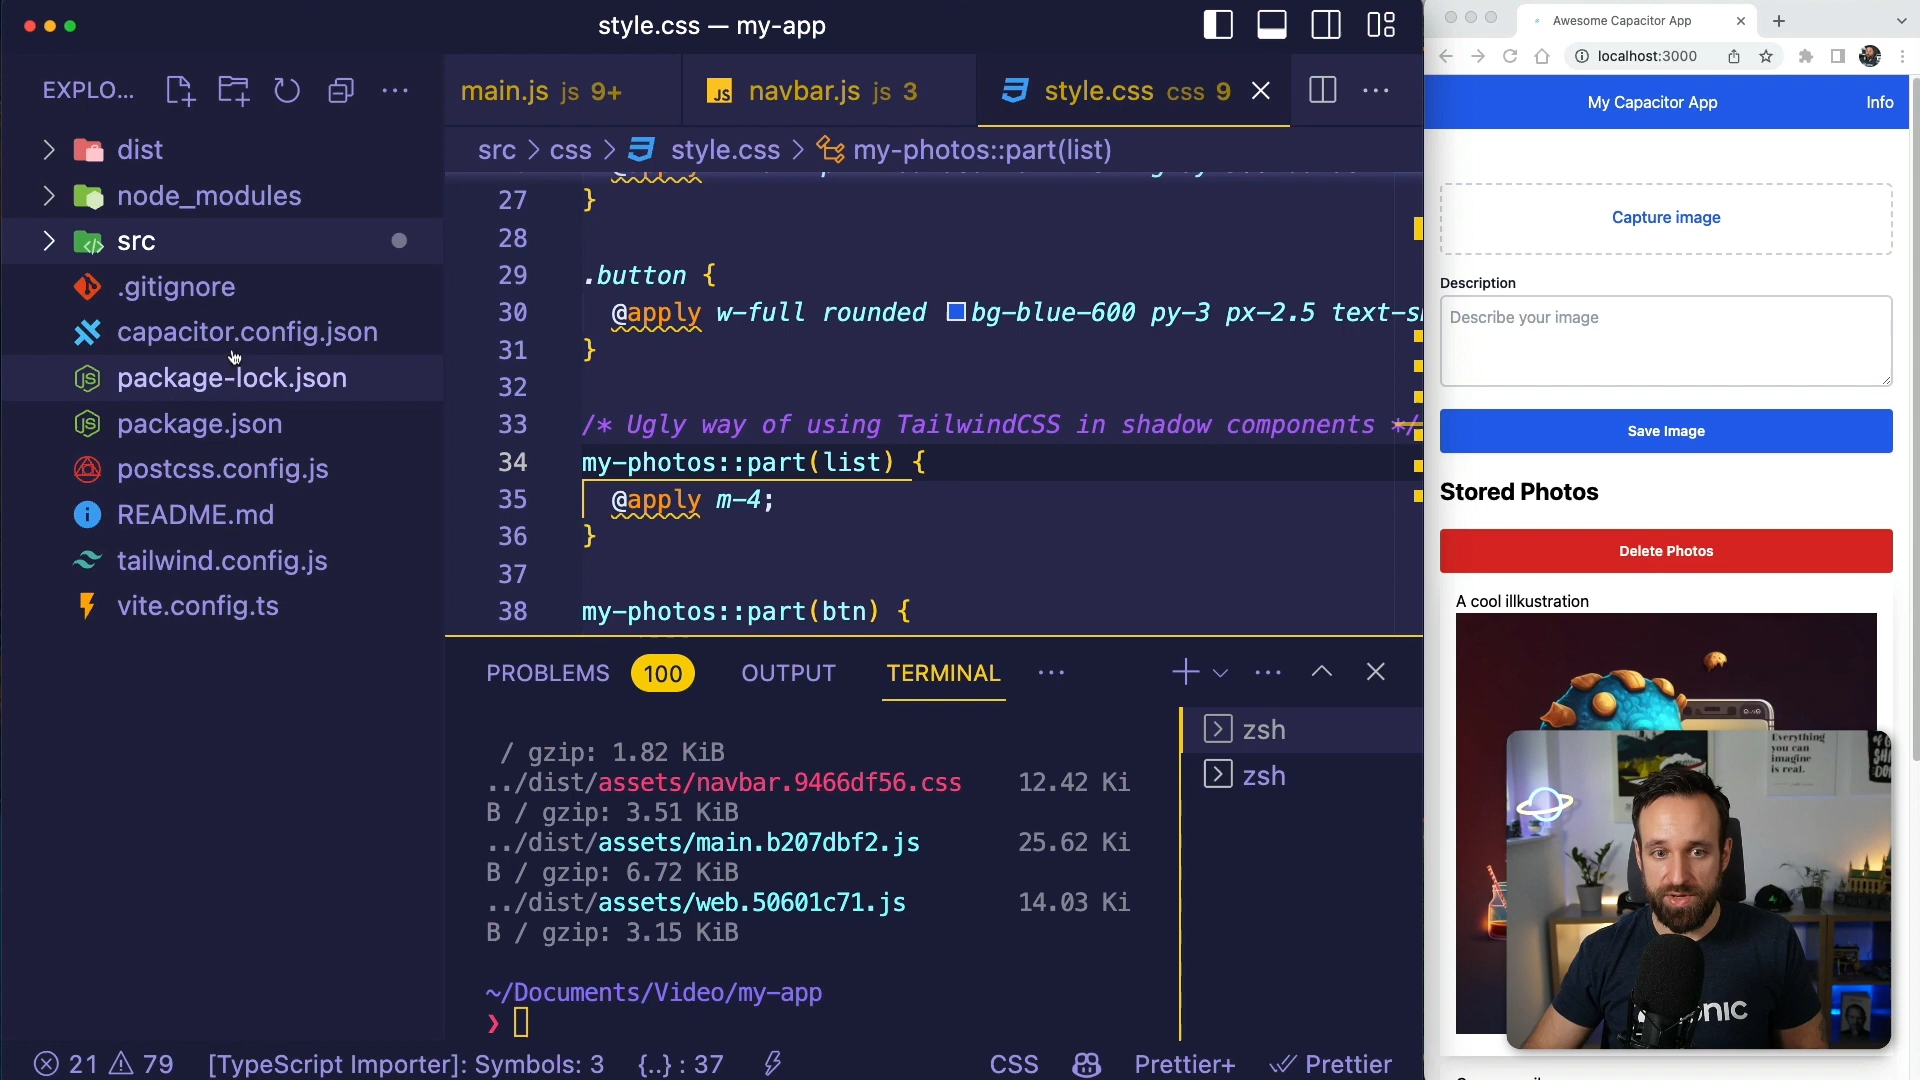 style.css — my-app
EXPLO...
dist
node_modules
src
.gitignore
capacitor.config.json
package-lock.json
package.json
postcss.config.js
README.md
tailwind.config.js
vite.config.ts
main.js js 9+
JS navbar.js js 3
style.css css 9
src > css > style.css > my-photos::part(list)
27 }
28
29 .button {
30 @apply w-full rounded bg-blue-600 py-3 px-2.5
31 }
32
33 /* Ugly way of using TailwindCSS in shadow components */
34 my-photos::part(list) {
35 @apply m-4;
36 }
37
38 my-photos::part(btn) {
PROBLEMS 100 OUTPUT TERMINAL
/ gzip: 1.82 KiB
../dist/assets/navbar.9466df56.css 12.42 Ki
B / gzip: 3.51 KiB
../dist/assets/main.b207dbf2.js 25.62 Ki
B / gzip: 6.72 KiB
../dist/assets/web.50601c71.js 14.03 Ki
B / gzip: 3.15 KiB
~/Documents/Video/my-app
❯
zsh
zsh
21 79 [TypeScript Importer]: Symbols: 3 {..} : 37 CSS Prettier+ Prettier
Awesome Capacitor App
localhost:3000
My Capacitor App
Info
Capture image
Description
Describe your image
Save Image
Stored Photos
Delete Photos
A cool illkustration
Everything
you can
imagine
is real.